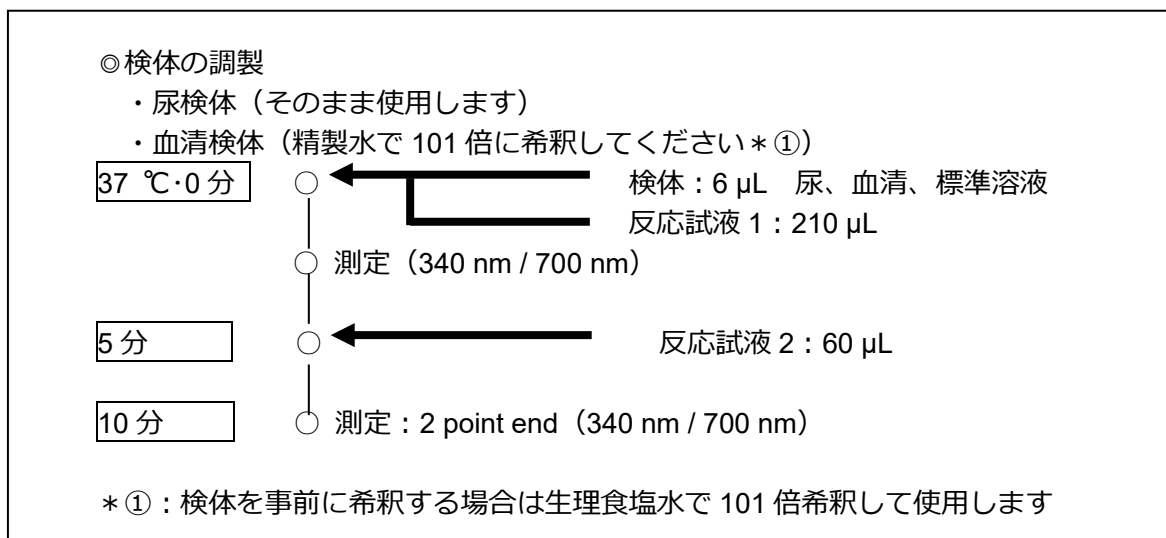 ◎検体の調製
・尿検体（そのまま使用します）
・血清検体（精製水で 101 倍に希釈してください＊①）
37 ℃･0 分
検体：6 µL 尿、血清、標準溶液
反応試液 1：210 µL
測定（340 nm / 700 nm）
5 分
反応試液 2：60 µL
10 分
測定：2 point end（340 nm / 700 nm）
＊①：検体を事前に希釈する場合は生理食塩水で 101 倍希釈して使用します